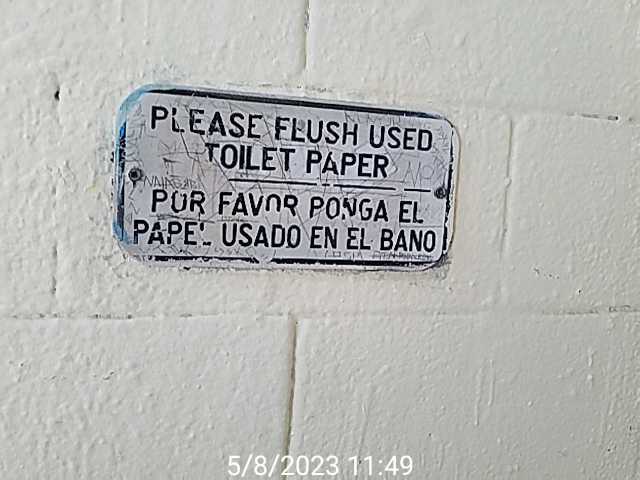 PLEASE FLUSH USED
TOILET PAPER
POR FAVOR PONGA EL
PAPEL USADO EN EL BANO
5/8/2023 11:49